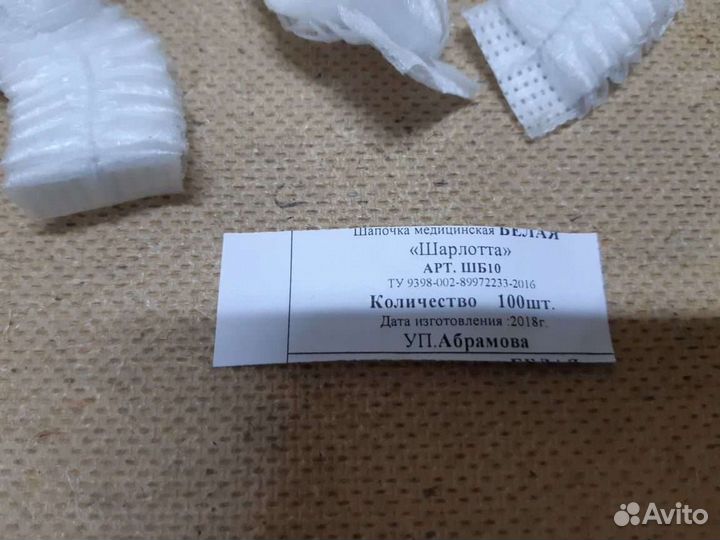 Шапочка медицинская БЕЛАЯ
«Шарлотта»
АРТ. ШБ10
ТУ 9398-002-89972233-2016
Количество 100шт.
Дата изготовления :2018г.
УП.Абрамова
БЕЛАЯ
Avito